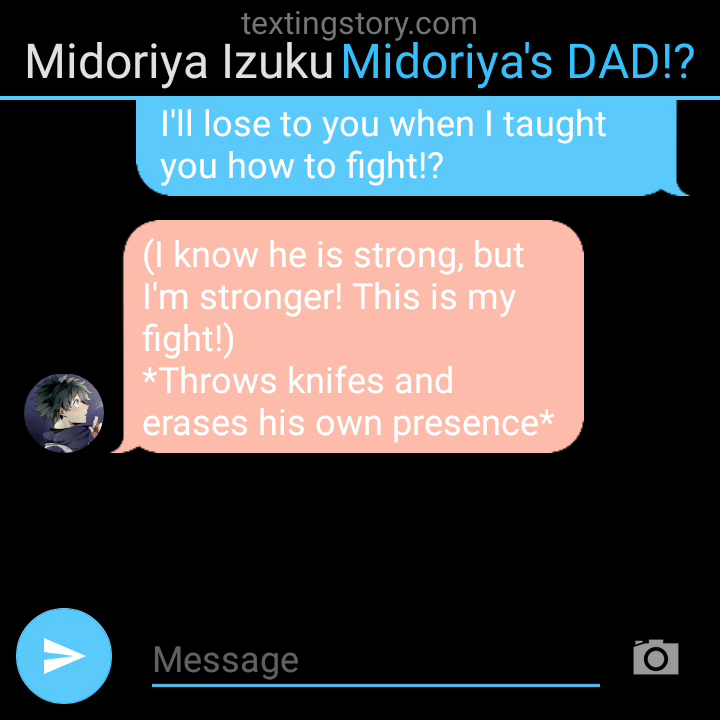 textingstory.com
Midoriya Izuku Midoriya's DAD!?
I'll lose to you when I taught
you how to fight!?
(I know he is strong, but
I'm stronger! This is my
fight!)
*Throws knifes and
erases his own presence*
Message